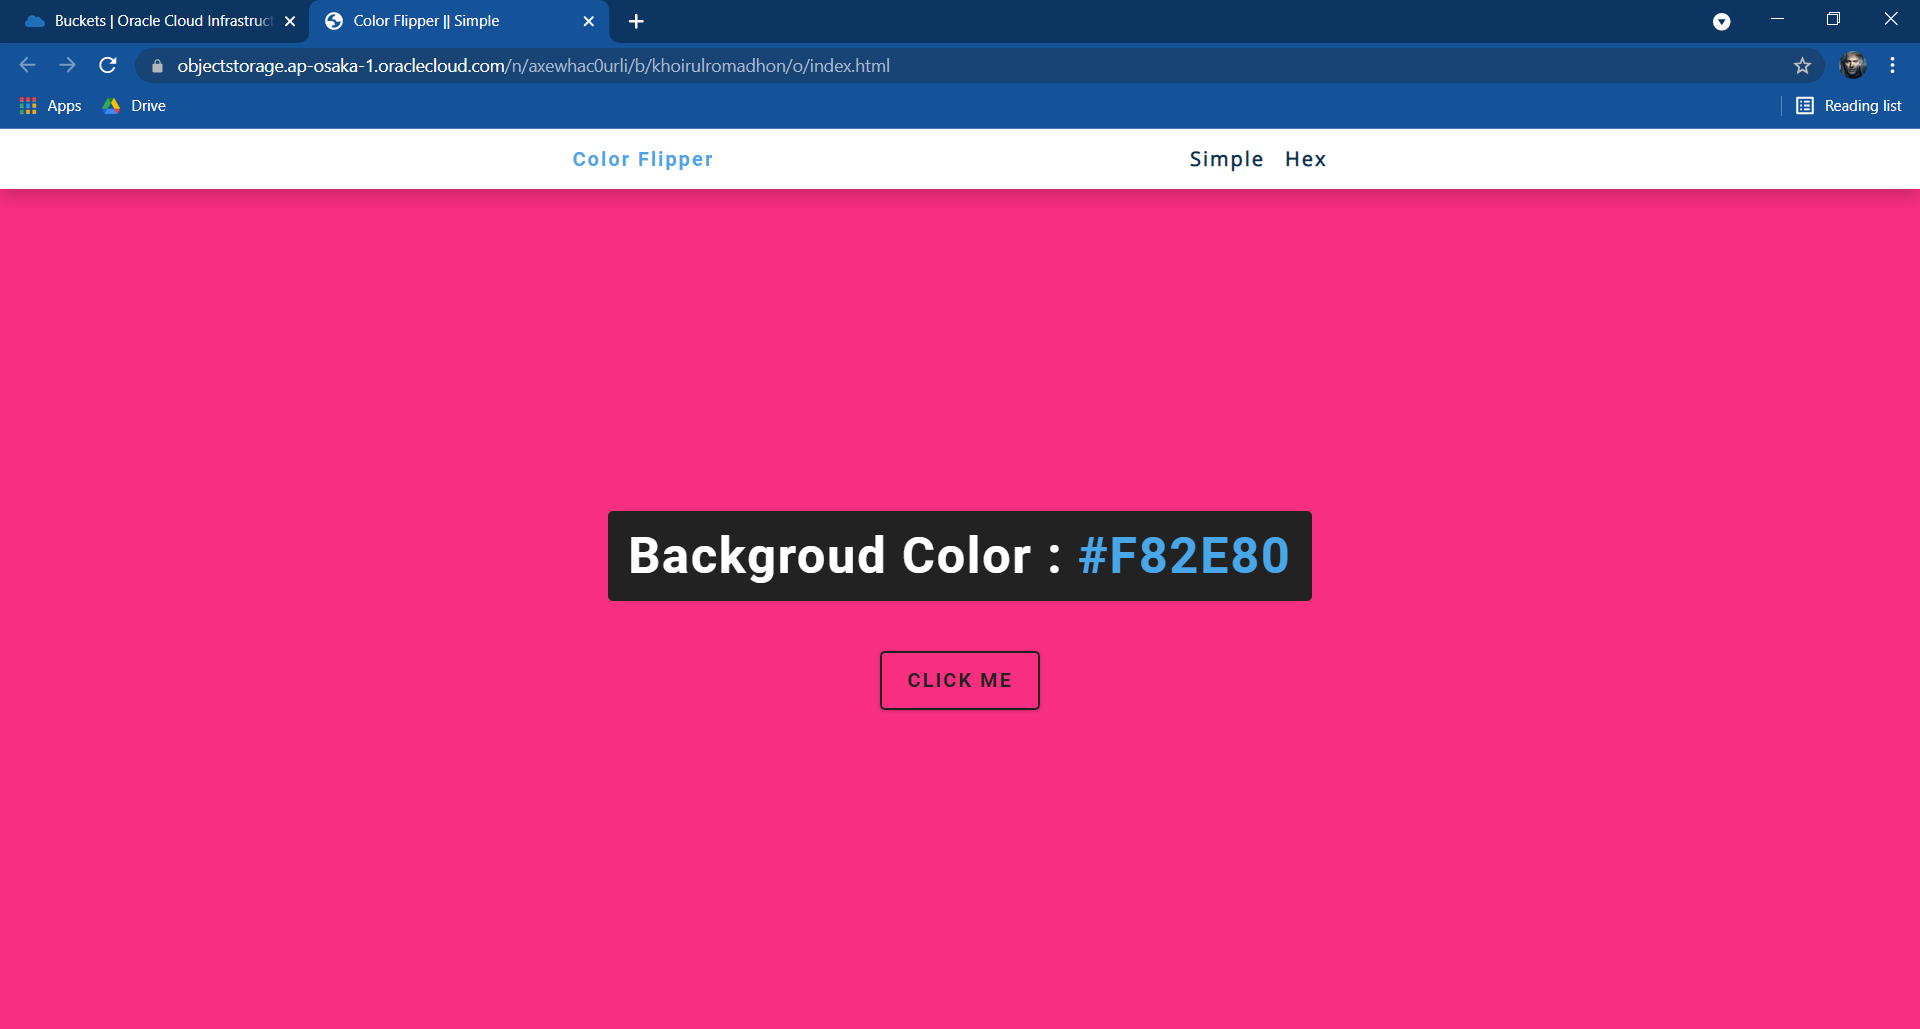 Buckets | Oracle Cloud Infrastruct
Color Flipper || Simple
objectstorage.ap-osaka-1.oraclecloud.com/n/axewhac0urli/b/khoirulromadhon/o/index.html
Apps Drive Reading list
Color Flipper Simple Hex
Backgroud Color : #F82E80
CLICK ME